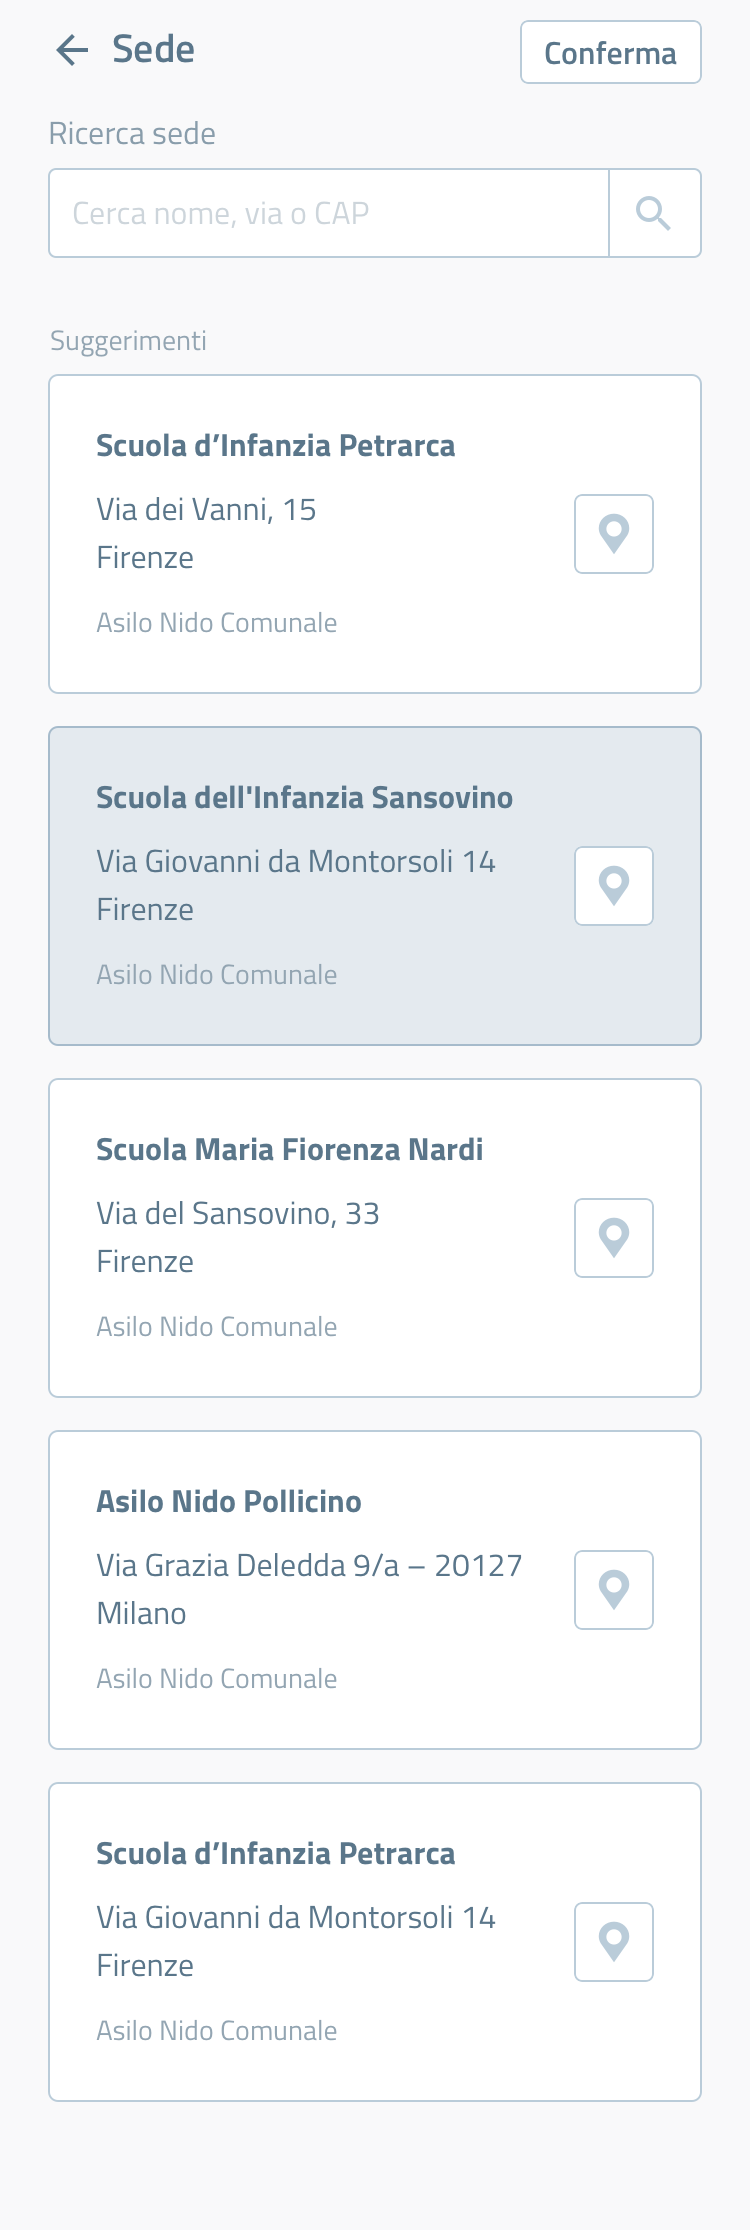 Sede
Conferma
Ricerca sede
Cerca nome, via o CAP
Suggerimenti
Scuola d’Infanzia Petrarca
Via dei Vanni, 15
Firenze
Asilo Nido Comunale
Scuola dell'Infanzia Sansovino
Via Giovanni da Montorsoli 14
Firenze
Asilo Nido Comunale
Scuola Maria Fiorenza Nardi
Via del Sansovino, 33
Firenze
Asilo Nido Comunale
Asilo Nido Pollicino
Via Grazia Deledda 9/a – 20127
Milano
Asilo Nido Comunale
Scuola d’Infanzia Petrarca
Via Giovanni da Montorsoli 14
Firenze
Asilo Nido Comunale